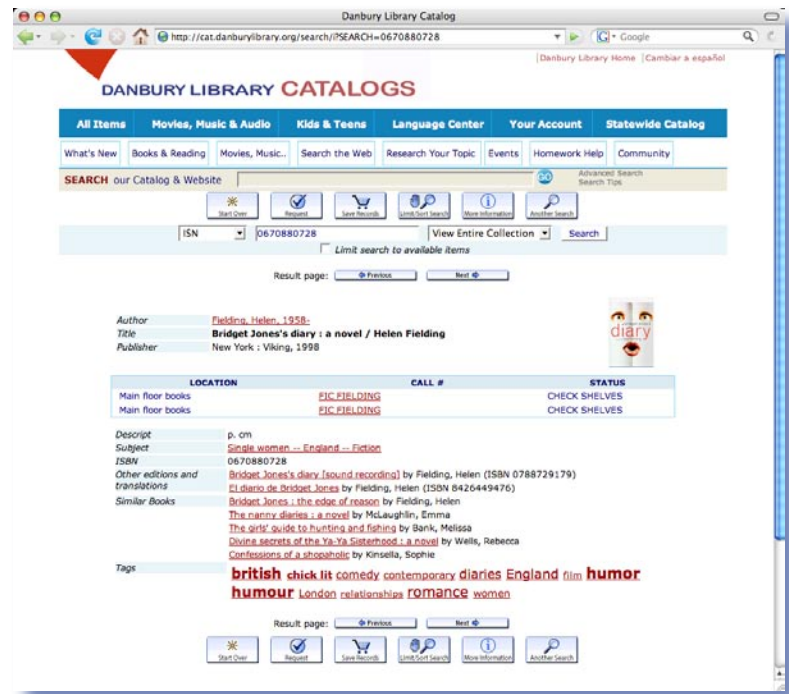 Danbury Library Catalog
http://cat.danburylibrary.org/search/i?SEARCH=0670880728
G Google
Danbury Library Home | Cambiar a español
DANBURY LIBRARY CATALOGS
All Items Movies, Music & Audio Kids & Teens Language Center Your Account Statewide Catalog
What's New Books & Reading Movies, Music.. Search the Web Research Your Topic Events Homework Help Community
SEARCH our Catalog & Website GO Advanced Search
Search Tips
Start Over Request Save Records Limit/Sort Search More Information Another Search
ISN 0670880728 View Entire Collection Search
Limit search to available items
Result page: Previous Next
Author Fielding, Helen, 1958-
Title Bridget Jones's diary : a novel / Helen Fielding
Publisher New York : Viking, 1998
diary
LOCATION CALL # STATUS
Main floor books FIC FIELDING CHECK SHELVES
Main floor books FIC FIELDING CHECK SHELVES
Descript p. cm
Subject Single women -- England -- Fiction
ISBN 0670880728
Other editions and translations Bridget Jones's diary [sound recording] by Fielding, Helen (ISBN 0788729179)
El diario de Bridget Jones by Fielding, Helen (ISBN 8426449476)
Similar Books Bridget Jones : the edge of reason by Fielding, Helen
The nanny diaries : a novel by McLaughlin, Emma
The girls' guide to hunting and fishing by Bank, Melissa
Divine secrets of the Ya-Ya Sisterhood : a novel by Wells, Rebecca
Confessions of a shopaholic by Kinsella, Sophie
Tags british chick lit comedy contemporary diaries England film humor
humour London relationships romance women
Result page: Previous Next
Start Over Request Save Records Limit/Sort Search More Information Another Search